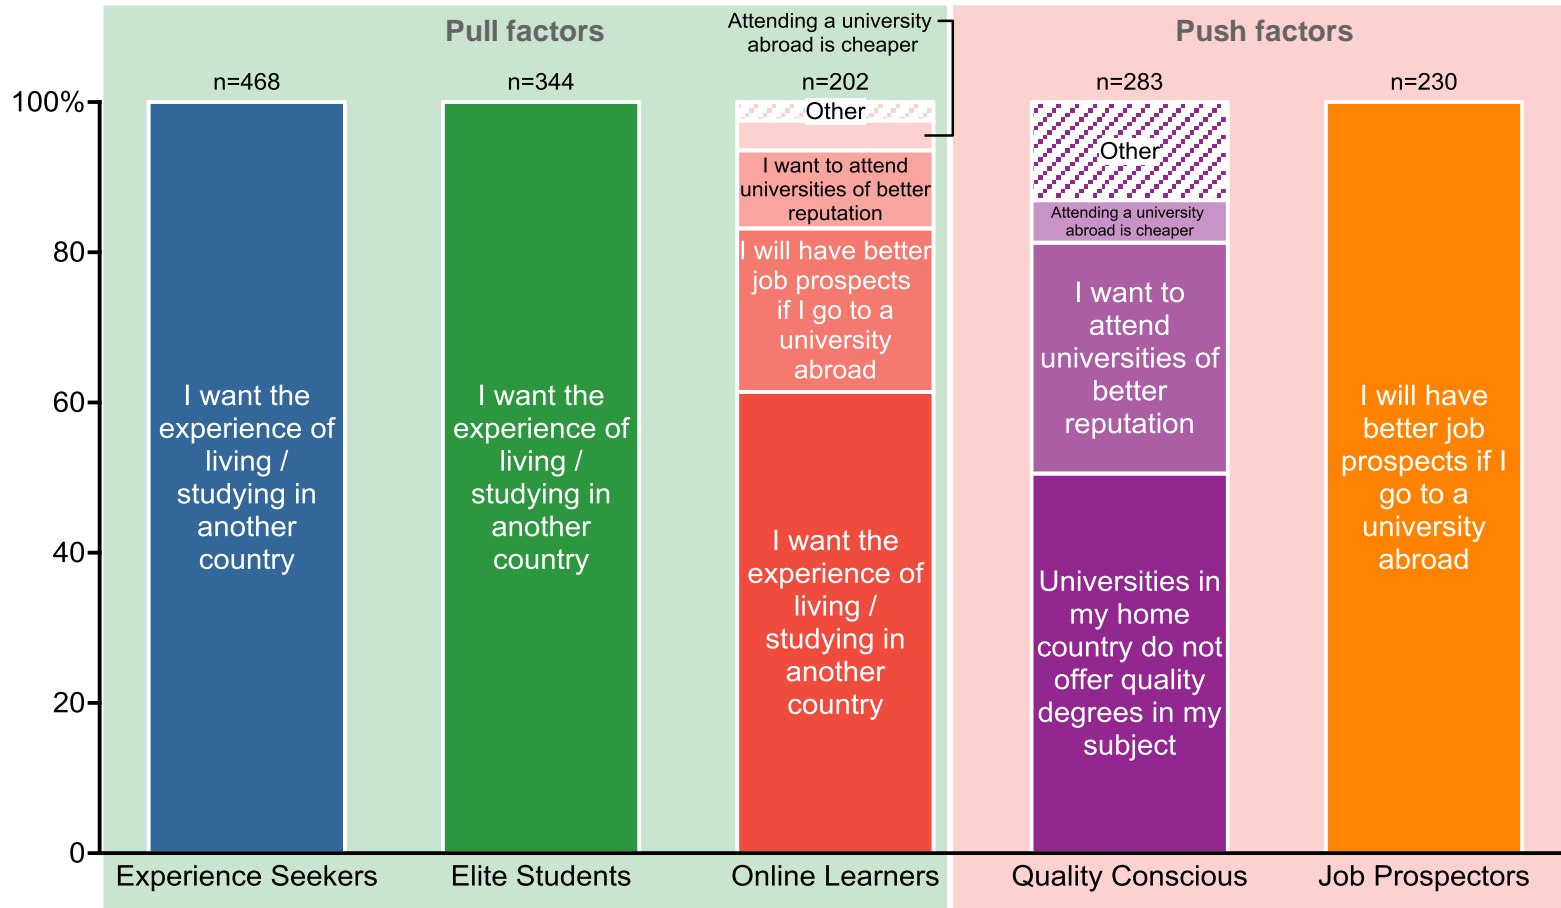 Pull factors
Attending a university
abroad is cheaper
Push factors
n=468
n=344
n=202
n=283
n=230
100%
80
60
40
20
0
I want the
experience of
living /
studying in
another
country
I want the
experience of
living /
studying in
another
country
Other
I want to attend
universities of better
reputation
I will have better
job prospects
if I go to a
university
abroad
I want the
experience of
living /
studying in
another
country
Other
Attending a university
abroad is cheaper
I want to
attend
universities of
better
reputation
Universities in
my home
country do not
offer quality
degrees in my
subject
I will have
better job
prospects if I
go to a
university
abroad
Experience Seekers
Elite Students
Online Learners
Quality Conscious
Job Prospectors